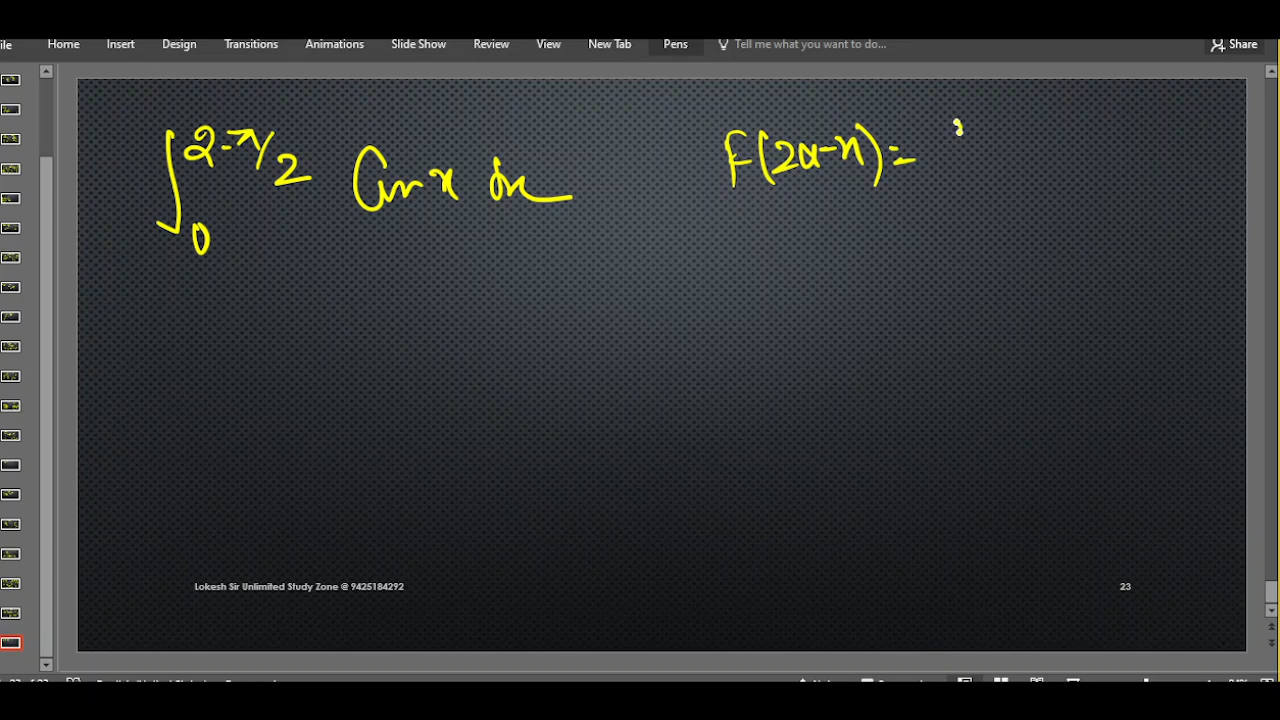 ile Home Insert Design Transitions Animations Slide Show Review View New Tab Pens Tell me what you want to do... Share
∫₀^{2·π/2} Cos x dx F(2a-x)=
Lokesh Sir Unlimited Study Zone @ 9425184292 23